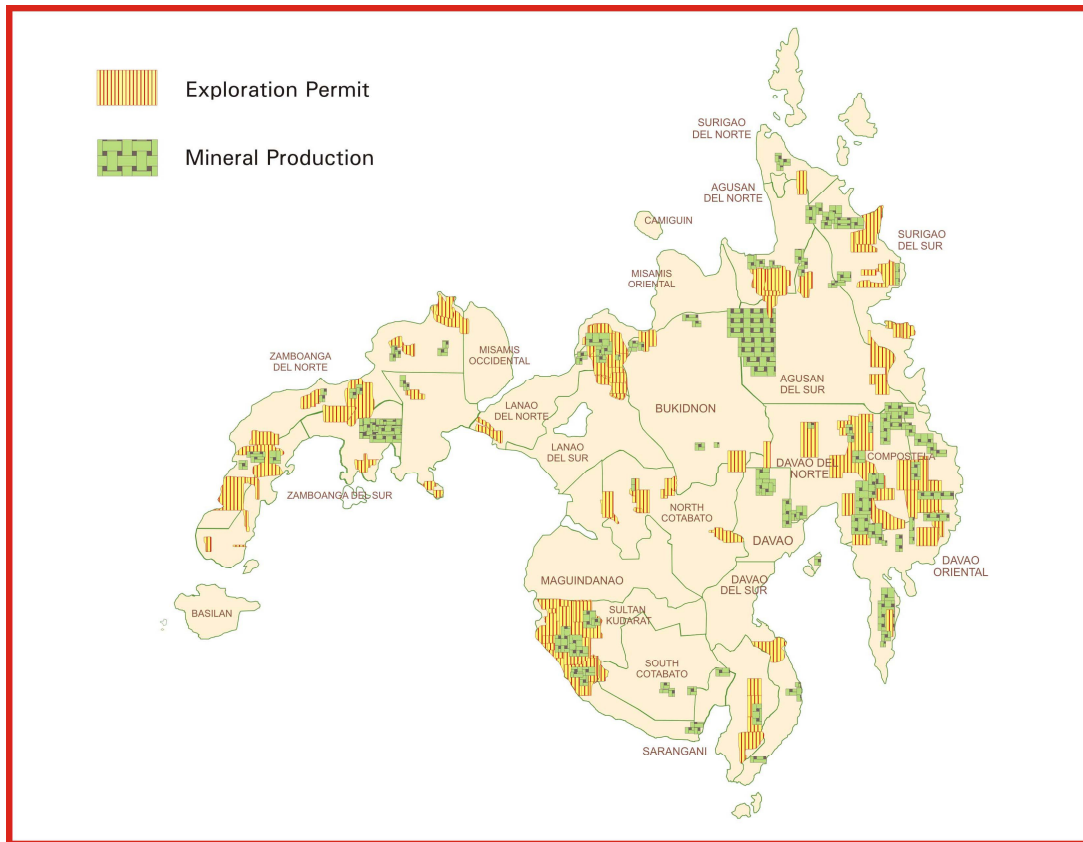 Exploration Permit
Mineral Production
SURIGAO
DEL NORTE
AGUSAN
DEL NORTE
CAMIGUIN
SURIGAO
DEL SUR
MISAMIS
ORIENTAL
MISAMIS
OCCIDENTAL
ZAMBOANGA
DEL NORTE
AGUSAN
DEL SUR
LANAO
DEL NORTE
BUKIDNON
LANAO
DEL SUR
COMPOSTELA
DAVAO DEL
NORTE
ZAMBOANGA DEL SUR
NORTH
COTABATO
DAVAO
DAVAO
ORIENTAL
MAGUINDANAO
DAVAO
DEL SUR
BASILAN
SULTAN
KUDARAT
SOUTH
COTABATO
SARANGANI